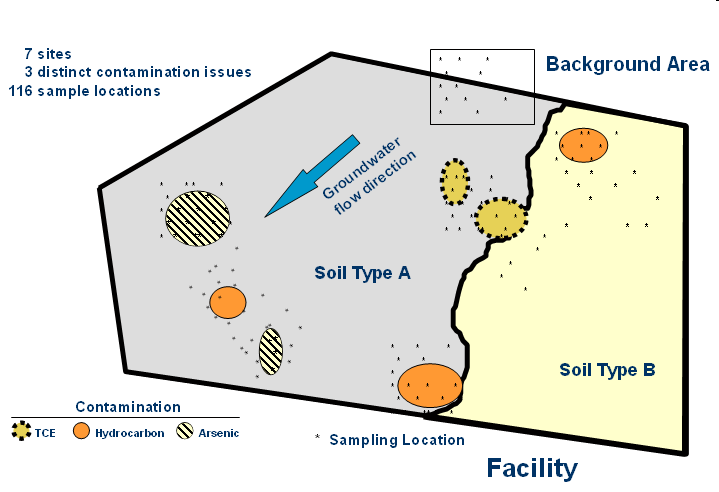 7 sites
3 distinct contamination issues
116 sample locations
Background Area
Groundwater
flow direction
Soil Type A
Soil Type B
Contamination
TCE
Hydrocarbon
Arsenic
* Sampling Location
Facility